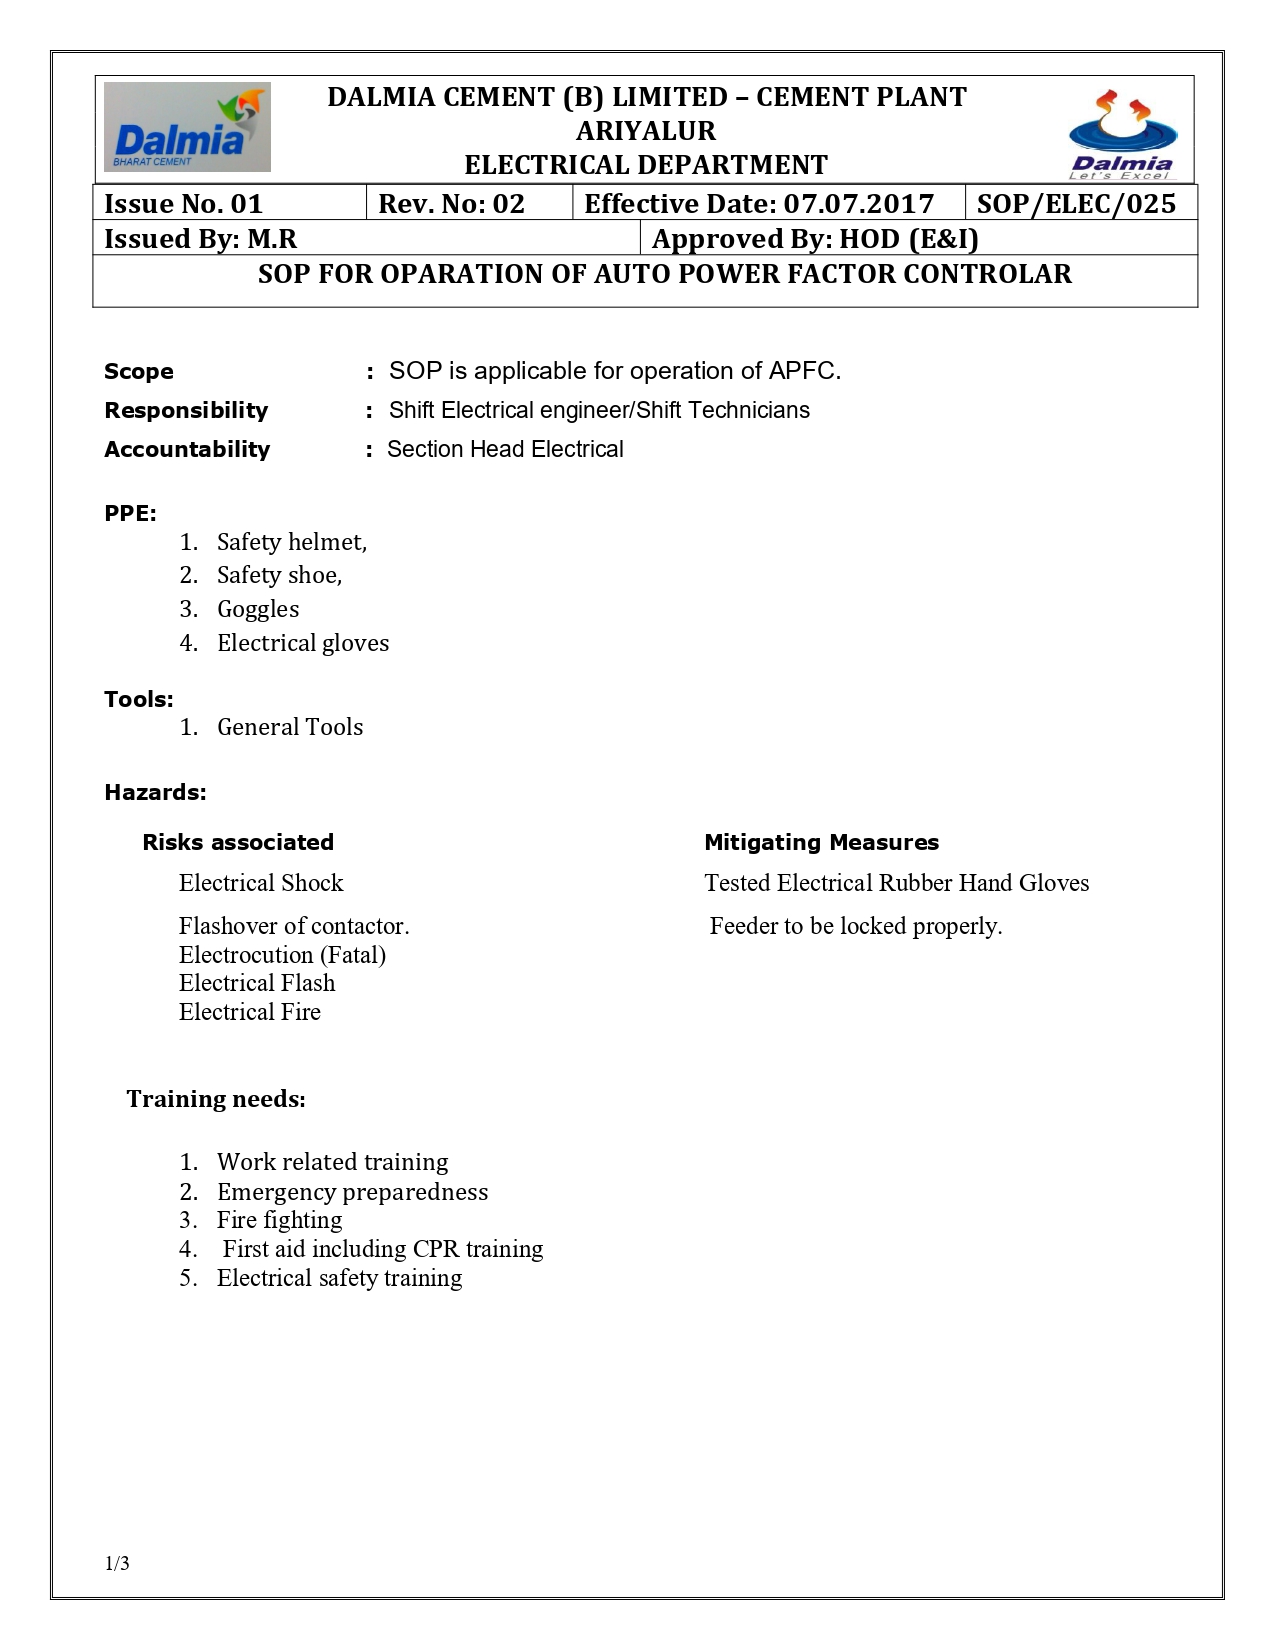 Dalmia
BHARAT CEMENT
DALMIA CEMENT (B) LIMITED – CEMENT PLANT
ARIYALUR
ELECTRICAL DEPARTMENT
Dalmia
Let's Excel
Issue No. 01 Rev. No: 02 Effective Date: 07.07.2017 SOP/ELEC/025
Issued By: M.R Approved By: HOD (E&I)
SOP FOR OPARATION OF AUTO POWER FACTOR CONTROLAR
Scope : SOP is applicable for operation of APFC.
Responsibility : Shift Electrical engineer/Shift Technicians
Accountability : Section Head Electrical
PPE:
1. Safety helmet,
2. Safety shoe,
3. Goggles
4. Electrical gloves
Tools:
1. General Tools
Hazards:
Risks associated Mitigating Measures
Electrical Shock Tested Electrical Rubber Hand Gloves
Flashover of contactor. Feeder to be locked properly.
Electrocution (Fatal)
Electrical Flash
Electrical Fire
Training needs:
1. Work related training
2. Emergency preparedness
3. Fire fighting
4. First aid including CPR training
5. Electrical safety training
1/3